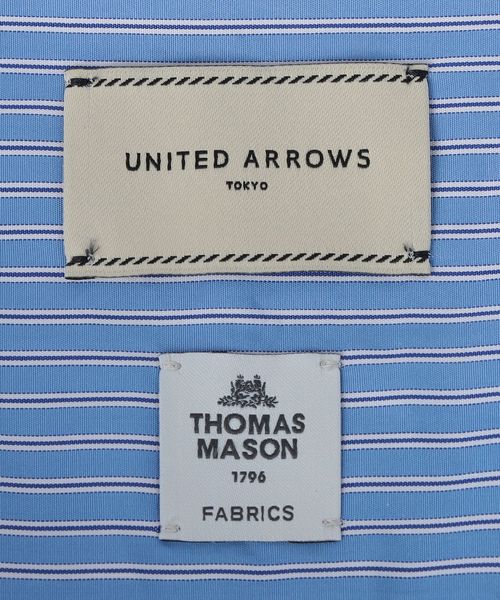 UNITED ARROWS
TOKYO
THOMAS
MASON
1796
FABRICS